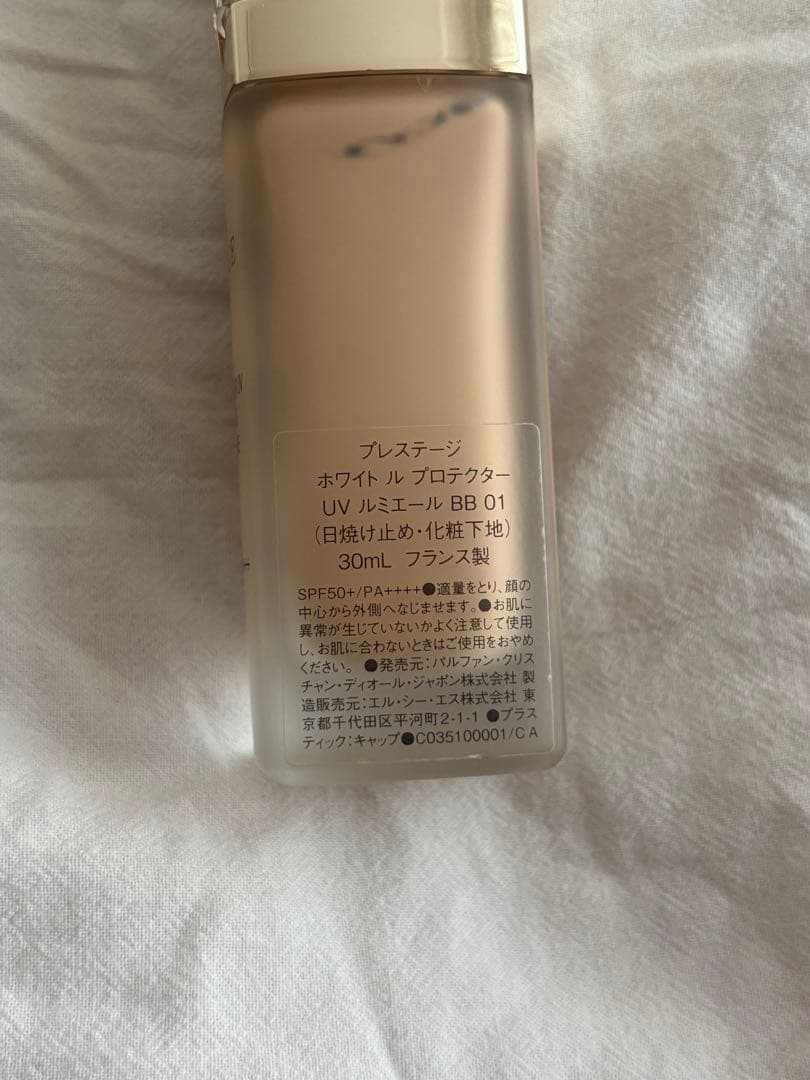 プレステージ
ホワイト ル プロテクター
UV ルミエール BB 01
(日焼け止め・化粧下地)
30mL フランス製
SPF50+/PA++++●適量をとり、顔の
中心から外側へなじませます。●お肌に
異常が生じていないかよく注意して使用
し、お肌に合わないときはご使用をおやめ
ください。 ●発売元：パルファン・クリス
チャン・ディオール・ジャポン株式会社 製
造販売元：エル・シー・エス株式会社 東
京都千代田区平河町2-1-1 ●プラス
ティック：キャップ●C035100001/C A